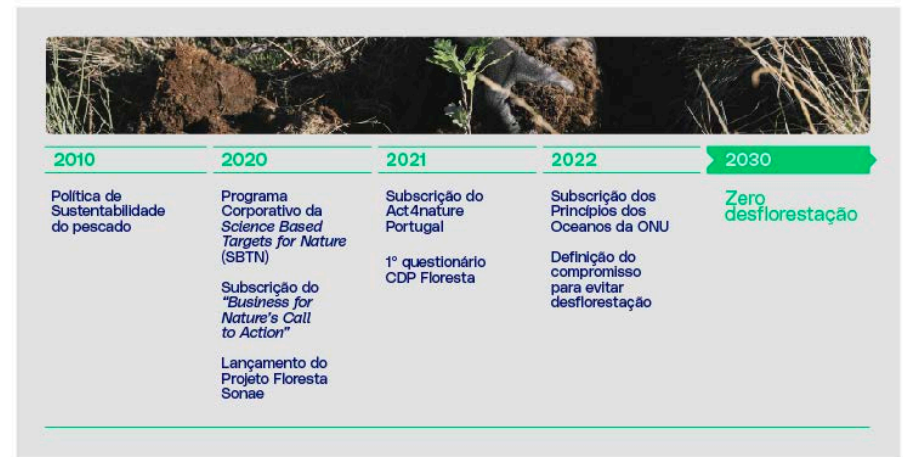 2010
Política de
Sustentabilidade
do pescado
2020
Programa
Corporativo da
Science Based
Targets for Nature
(SBTN)
Subscrição do
“Business for
Nature’s Call
to Action”
Lançamento do
Projeto Floresta
Sonae
2021
Subscrição do
Act4nature
Portugal
1º questionário
CDP Floresta
2022
Subscrição dos
Princípios dos
Oceanos da ONU
Definição do
compromisso
para evitar
desflorestação
2030
Zero
desflorestação